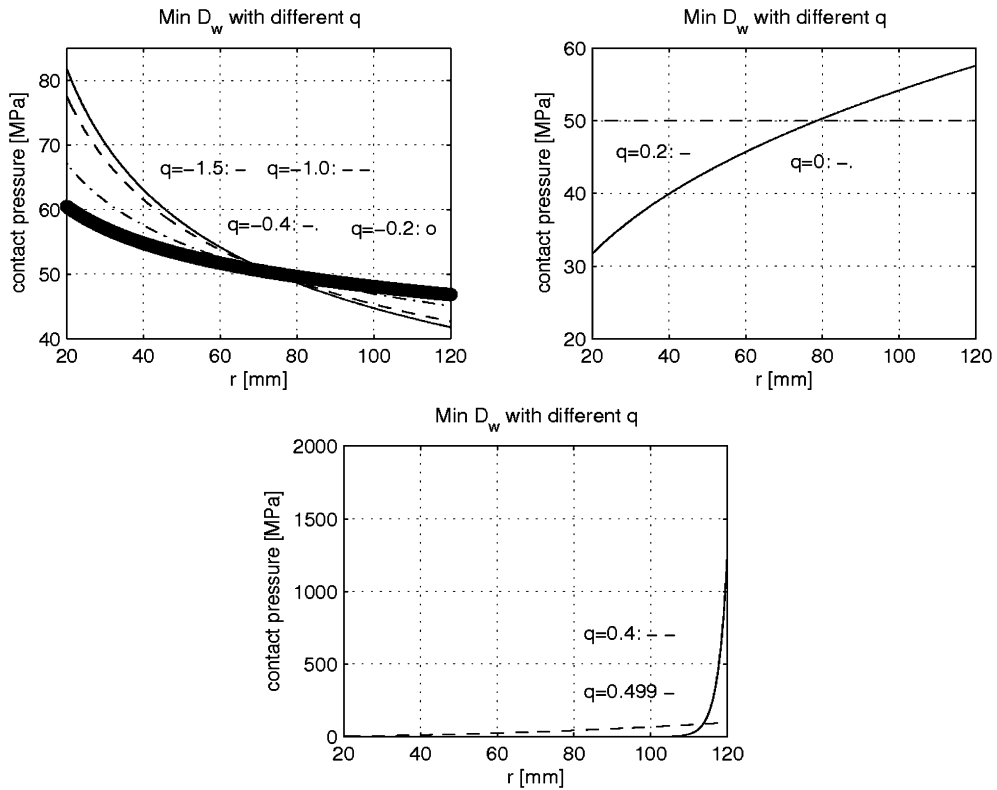 Min D_w with different q
contact pressure [MPa]
80
70
60
50
40
q=−1.5: −
q=−1.0: − −
q=−0.4: −.
q=−0.2: o
20
40
60
80
100
120
r [mm]
Min D_w with different q
contact pressure [MPa]
60
50
40
30
20
q=0.2: −
q=0: −.
20
40
60
80
100
120
r [mm]
Min D_w with different q
contact pressure [MPa]
2000
1500
1000
500
0
q=0.4: − −
q=0.499 −
20
40
60
80
100
120
r [mm]